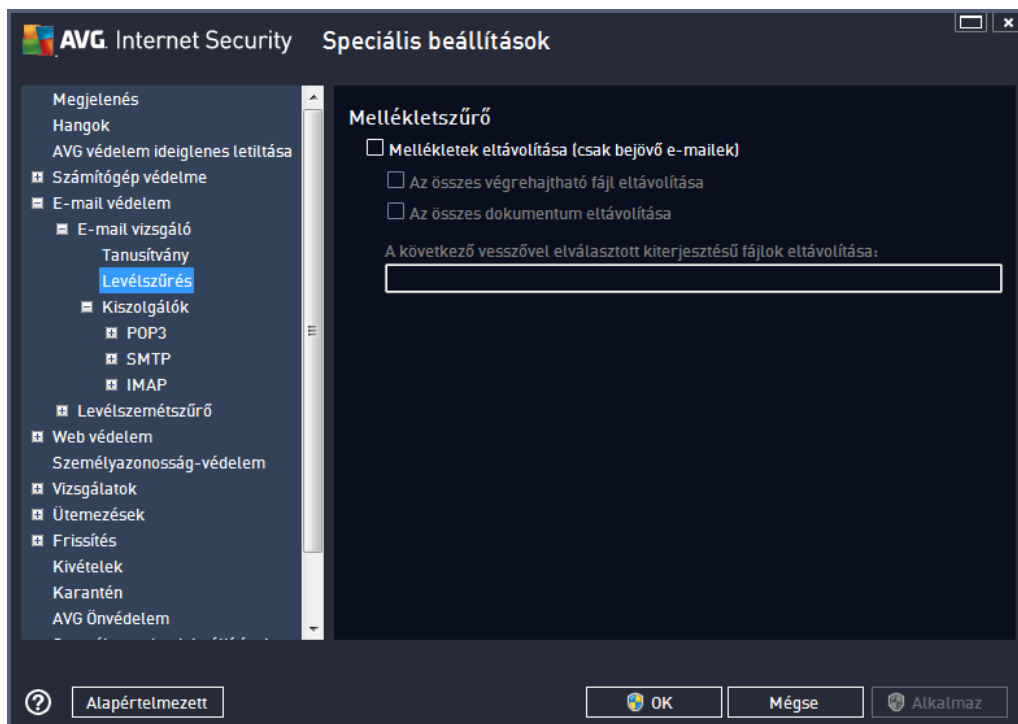 AVG. Internet Security Speciális beállítások
Megjelenés
Hangok
AVG védelem ideiglenes letiltása
Számítógép védelme
E-mail védelem
E-mail vizsgáló
Tanusítvány
Levélszűrés
Kiszolgálók
POP3
SMTP
IMAP
Levélszemétszűrő
Web védelem
Személyazonosság-védelem
Vizsgálatok
Ütemezések
Frissítés
Kivételek
Karantén
AVG Önvédelem
Mellékletszűrő
Mellékletek eltávolítása (csak bejövő e-mailek)
Az összes végrehajtható fájl eltávolítása
Az összes dokumentum eltávolítása
A következő vesszővel elválasztott kiterjesztésű fájlok eltávolítása:
Alapértelmezett
OK
Mégse
Alkalmaz